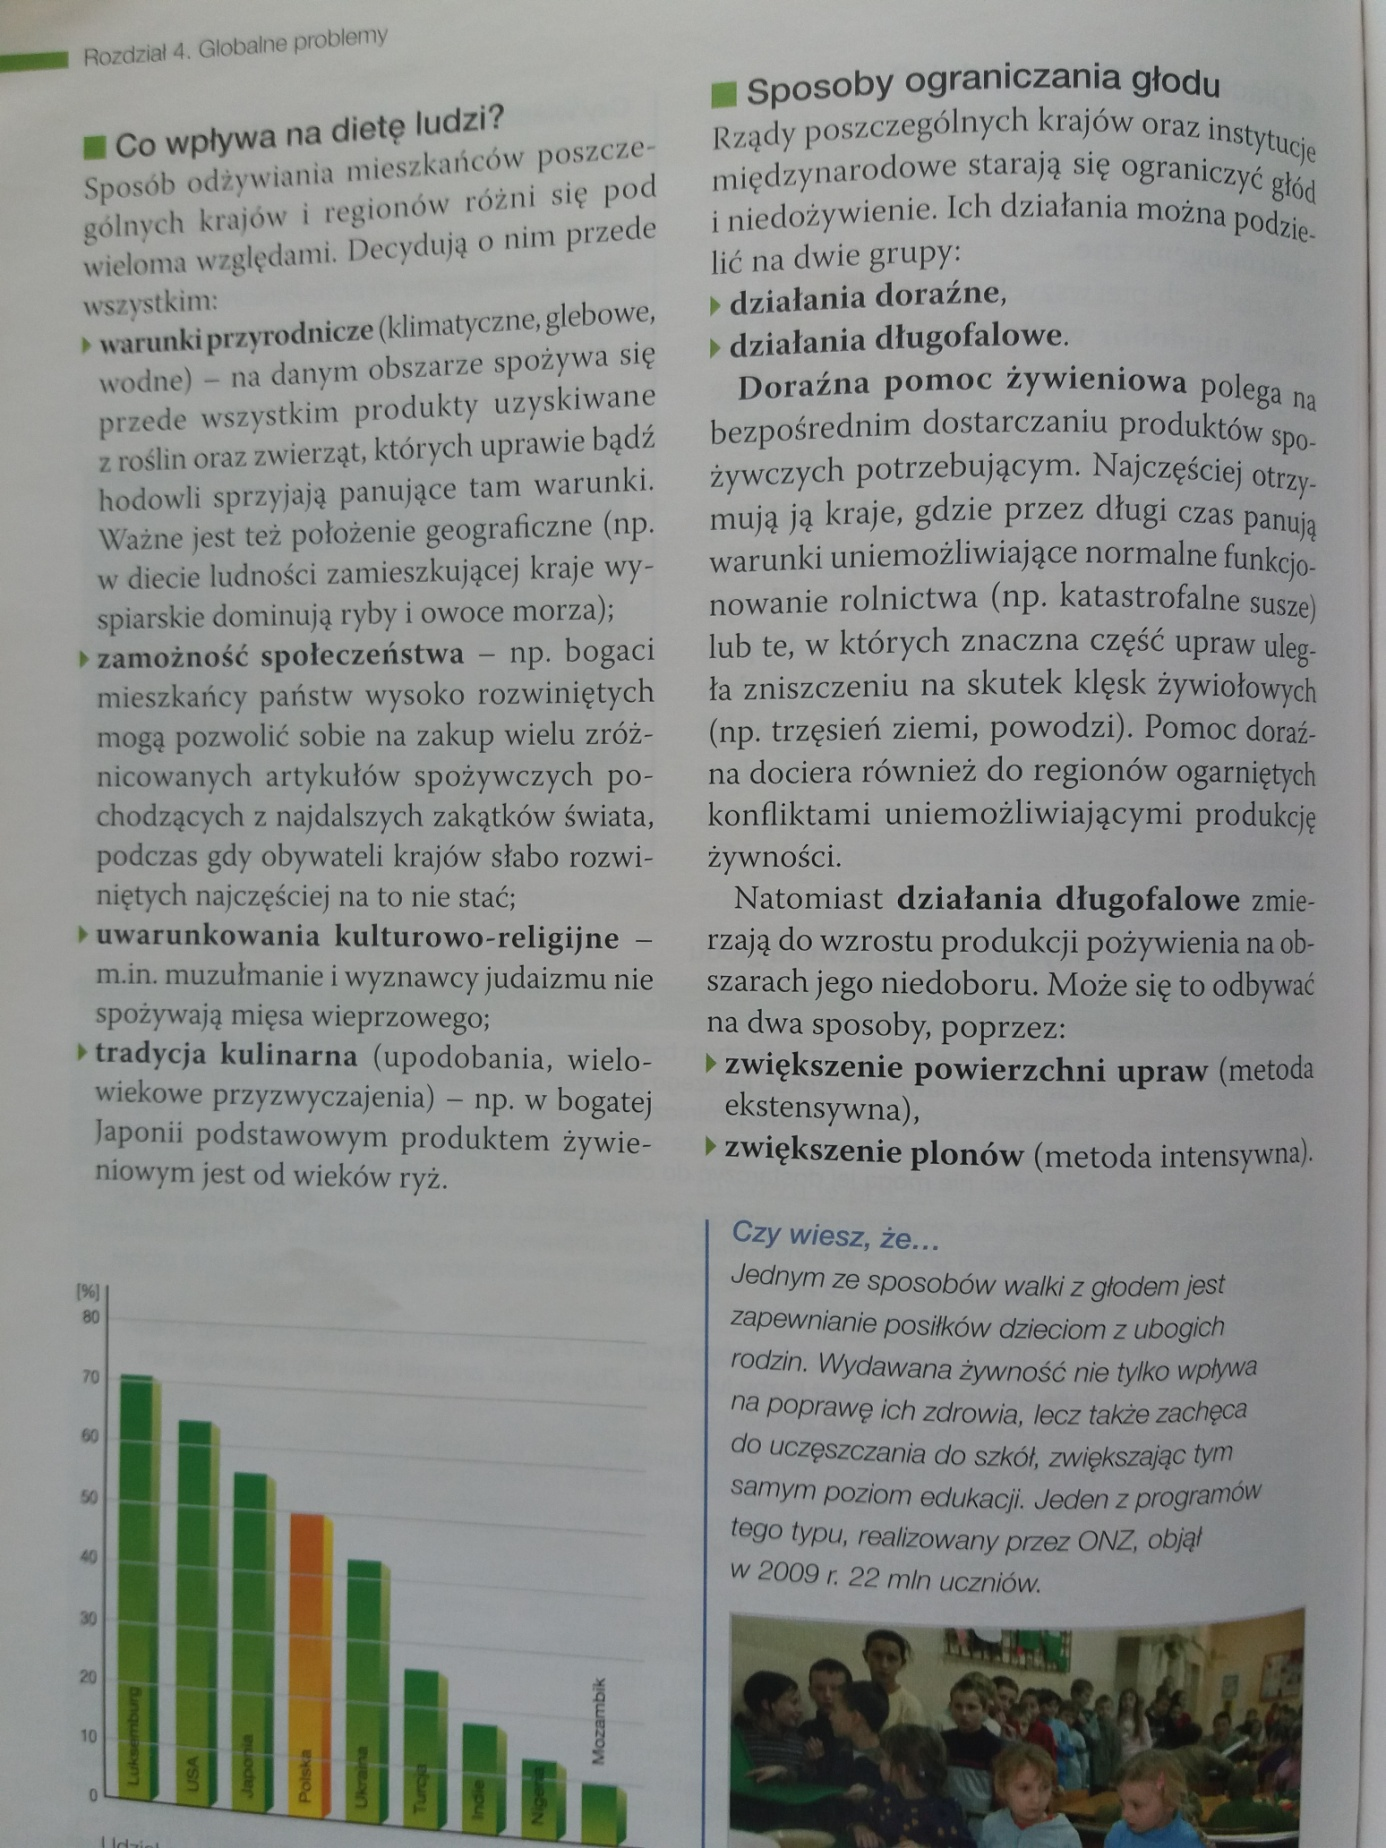 Rozdział 4. Globalne problemy
Co wpływa na dietę ludzi?
Sposób odżywiania mieszkańców poszcze-
gólnych krajów i regionów różni się pod
wieloma względami. Decydują o nim przede
wszystkim:
warunki przyrodnicze (klimatyczne, glebowe,
wodne) – na danym obszarze spożywa się
przede wszystkim produkty uzyskiwane
z roślin oraz zwierząt, których uprawie bądź
hodowli sprzyjają panujące tam warunki.
Ważne jest też położenie geograficzne (np.
w diecie ludności zamieszkującej kraje wy-
spiarskie dominują ryby i owoce morza);
zamożność społeczeństwa – np. bogaci
mieszkańcy państw wysoko rozwiniętych
mogą pozwolić sobie na zakup wielu zróż-
nicowanych artykułów spożywczych po-
chodzących z najdalszych zakątków świata,
podczas gdy obywateli krajów słabo rozwi-
niętych najczęściej na to nie stać;
uwarunkowania kulturowo-religijne –
m.in. muzułmanie i wyznawcy judaizmu nie
spożywają mięsa wieprzowego;
tradycja kulinarna (upodobania, wielo-
wiekowe przyzwyczajenia) – np. w bogatej
Japonii podstawowym produktem żywie-
niowym jest od wieków ryż.
[%]
80
70
60
50
40
30
20
10
0
Luksemburg
USA
Japonia
Polska
Ukraina
Turcja
Indie
Nigeria
Mozambik
Udział
Sposoby ograniczania głodu
Rządy poszczególnych krajów oraz instytucje
międzynarodowe starają się ograniczyć głód
i niedożywienie. Ich działania można podzie-
lić na dwie grupy:
działania doraźne,
działania długofalowe.
Doraźna pomoc żywieniowa polega na
bezpośrednim dostarczaniu produktów spo-
żywczych potrzebującym. Najczęściej otrzy-
mują ją kraje, gdzie przez długi czas panują
warunki uniemożliwiające normalne funkcjo-
nowanie rolnictwa (np. katastrofalne susze)
lub te, w których znaczna część upraw uleg-
ła zniszczeniu na skutek klęsk żywiołowych
(np. trzęsień ziemi, powodzi). Pomoc doraź-
na dociera również do regionów ogarniętych
konfliktami uniemożliwiającymi produkcję
żywności.
Natomiast działania długofalowe zmie-
rzają do wzrostu produkcji pożywienia na ob-
szarach jego niedoboru. Może się to odbywać
na dwa sposoby, poprzez:
zwiększenie powierzchni upraw (metoda
ekstensywna),
zwiększenie plonów (metoda intensywna).
Czy wiesz, że...
Jednym ze sposobów walki z głodem jest
zapewnianie posiłków dzieciom z ubogich
rodzin. Wydawana żywność nie tylko wpływa
na poprawę ich zdrowia, lecz także zachęca
do uczęszczania do szkół, zwiększając tym
samym poziom edukacji. Jeden z programów
tego typu, realizowany przez ONZ, objął
w 2009 r. 22 mln uczniów.